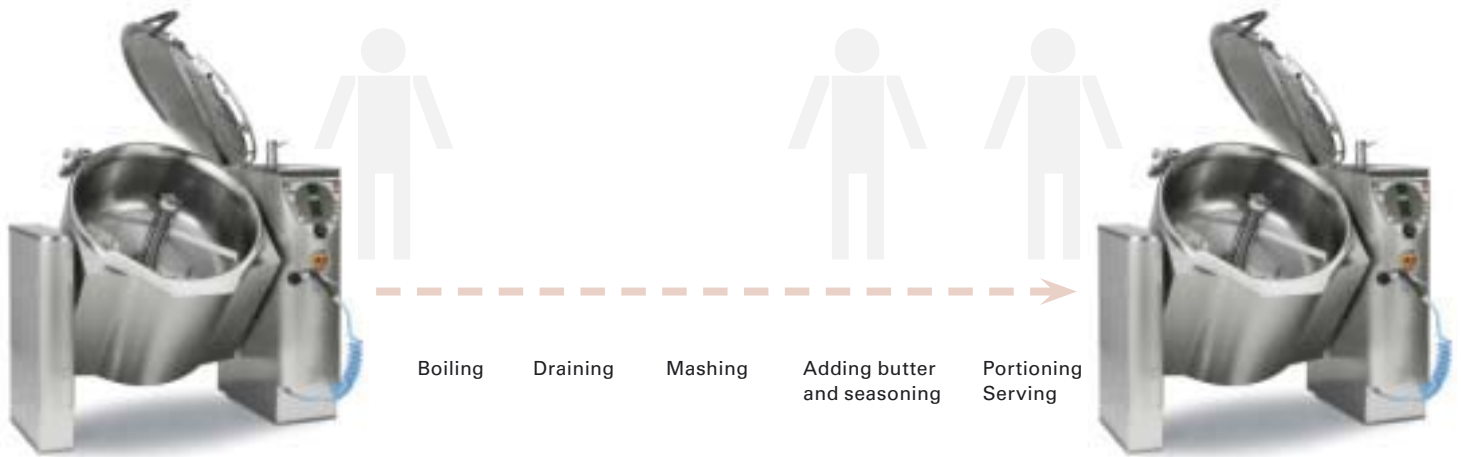 Boiling
Draining
Mashing
Adding butter
and seasoning
Portioning
Serving